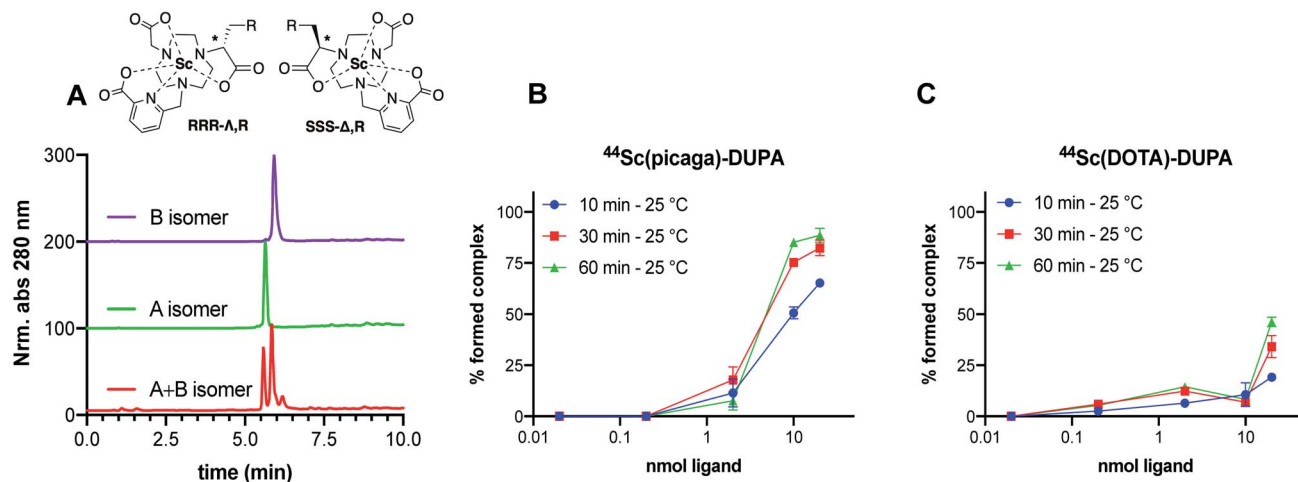 O
O
R
*
N
N
Sc
O
O
O
O
N
N
RRR-Λ,R
R
O
O
*
N
N
Sc
O
O
O
O
N
N
SSS-Δ,R
A
Nrm. abs 280 nm
300
200
100
0
B isomer
A isomer
A+B isomer
0.0 2.5 5.0 7.5 10.0
time (min)
B
⁴⁴Sc(picaga)-DUPA
% formed complex
100
75
50
25
0
10 min - 25 °C
30 min - 25 °C
60 min - 25 °C
0.01 0.1 1 10
nmol ligand
C
⁴⁴Sc(DOTA)-DUPA
% formed complex
100
75
50
25
0
10 min - 25 °C
30 min - 25 °C
60 min - 25 °C
0.01 0.1 1 10
nmol ligand